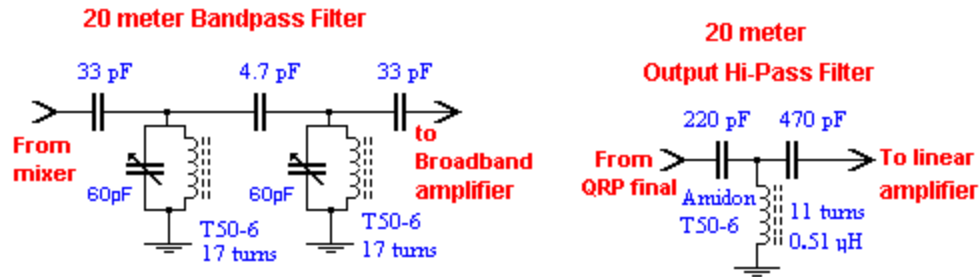 20 meter Bandpass Filter
33 pF
4.7 pF
33 pF
From
mixer
60pF
T50-6
17 turns
60pF
T50-6
17 turns
to
Broadband
amplifier
20 meter
Output Hi-Pass Filter
220 pF
470 pF
From
QRP final
To linear
amplifier
Amidon
T50-6
11 turns
0.51 µH